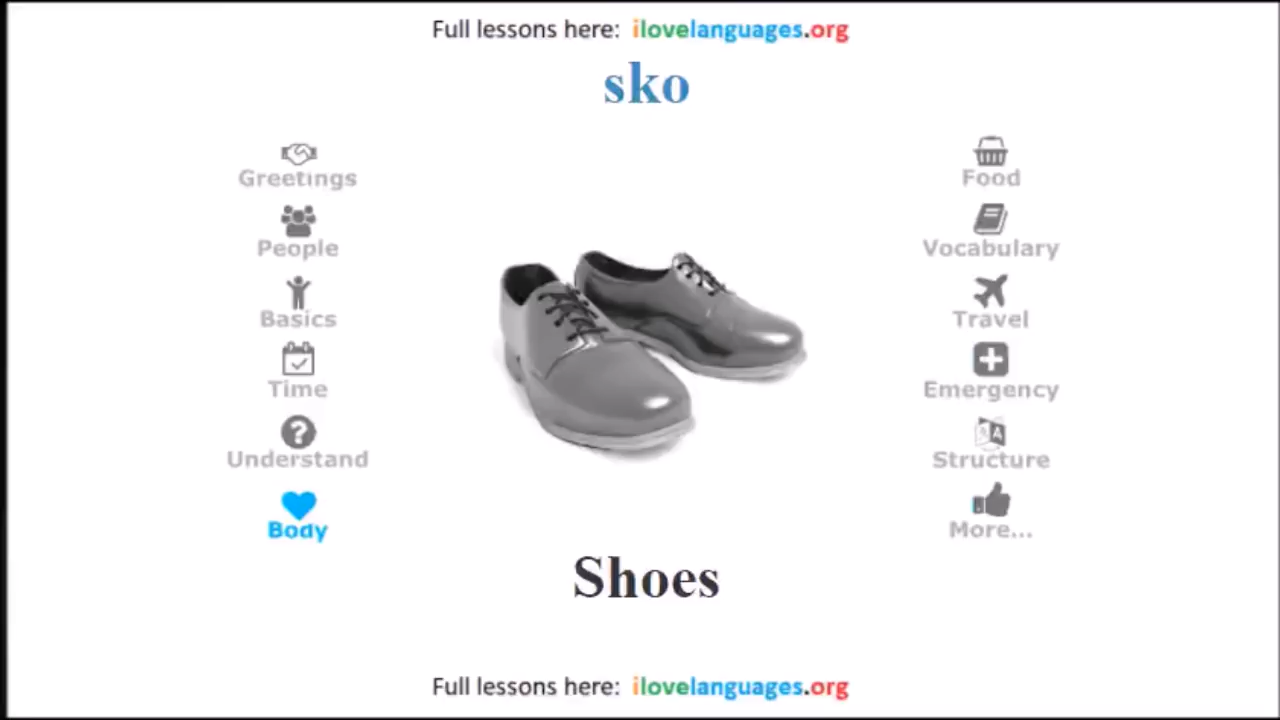 Full lessons here: ilovelanguages.org
sko
Greetings
People
Basics
Time
Understand
Body
Food
Vocabulary
Travel
Emergency
Structure
More...
Shoes
Full lessons here: ilovelanguages.org